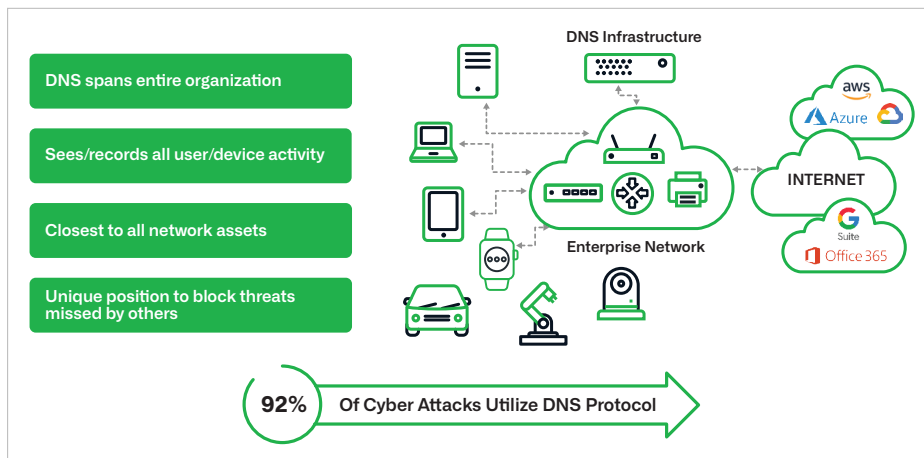 DNS spans entire organization
Sees/records all user/device activity
Closest to all network assets
Unique position to block threats
missed by others
DNS Infrastructure
Enterprise Network
aws
Azure
INTERNET
G
Suite
Office 365
92%
Of Cyber Attacks Utilize DNS Protocol